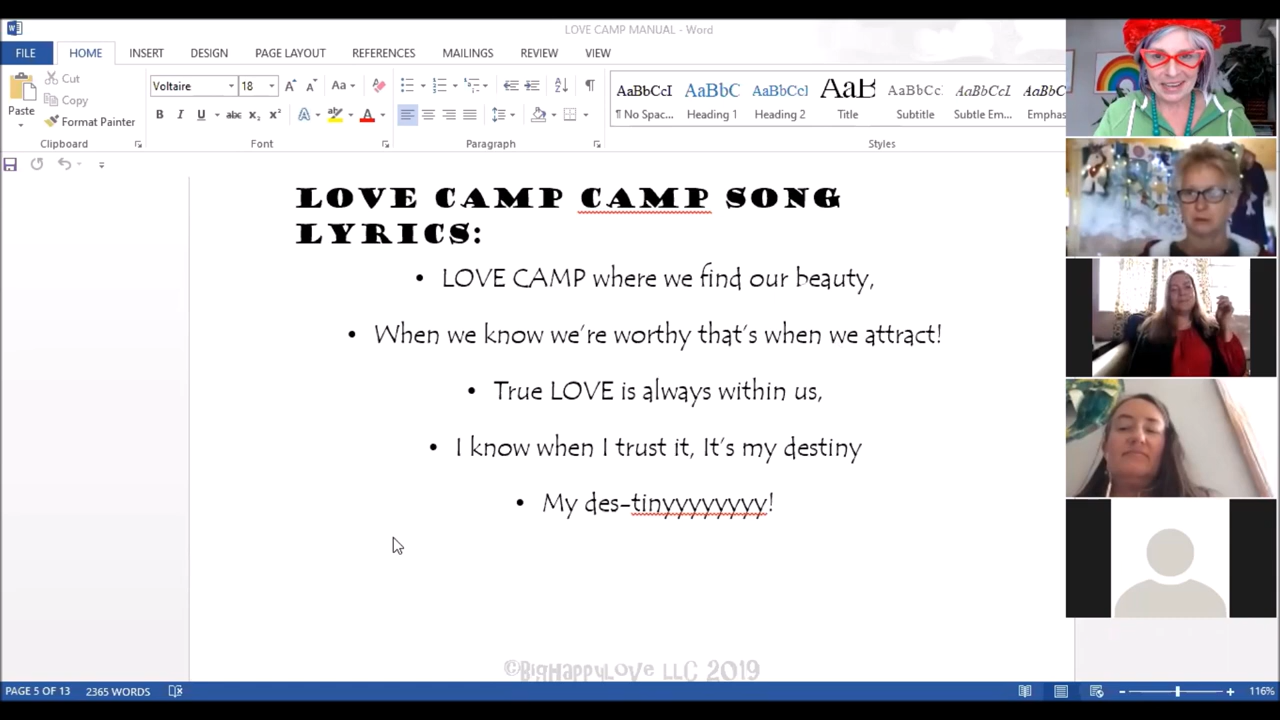 LOVE CAMP MANUAL - Word
FILE HOME INSERT DESIGN PAGE LAYOUT REFERENCES MAILINGS REVIEW VIEW
Paste
Cut
Copy
Format Painter
Clipboard
Voltaire 18
Font
Paragraph
AaBbCcI AaBbC AaBbCcI AaB AaBbCcL AaBbCcL AaBbC
¶ No Spac... Heading 1 Heading 2 Title Subtitle Subtle Em... Emphas
Styles
LOVE CAMP CAMP SONG
LYRICS:
• LOVE CAMP where we find our beauty,
• When we know we're worthy that's when we attract!
• True LOVE is always within us,
• I know when I trust it, It's my destiny
• My des-tinyyyyyyyy!
©BigHappyLove LLC 2019
PAGE 5 OF 13 2365 WORDS 116%